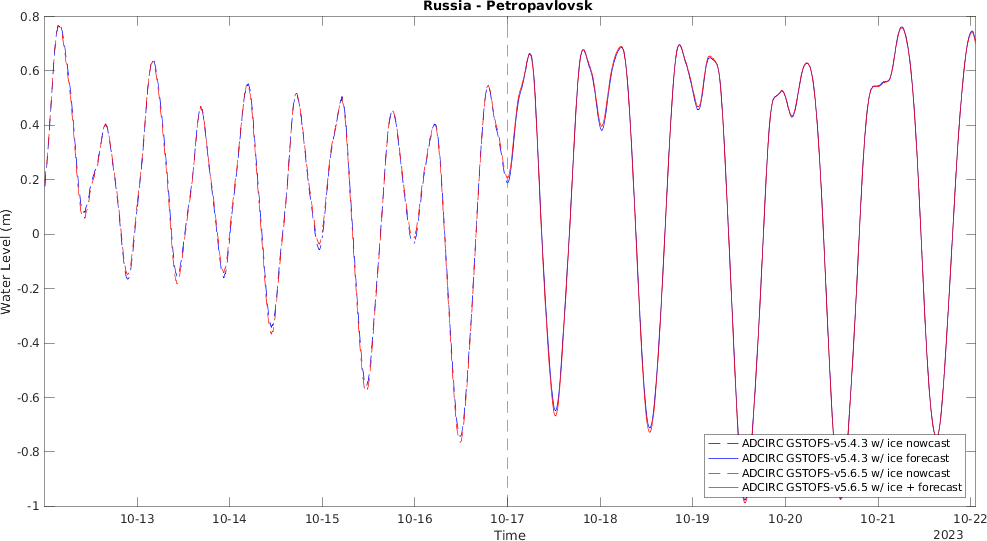 Russia - Petropavlovsk
0.8
0.6
0.4
0.2
0
-0.2
-0.4
-0.6
-0.8
-1
Water Level (m)
ADCIRC GSTOFS-v5.4.3 w/ ice nowcast
ADCIRC GSTOFS-v5.4.3 w/ ice forecast
ADCIRC GSTOFS-v5.6.5 w/ ice nowcast
ADCIRC GSTOFS-v5.6.5 w/ ice + forecast
10-13 10-14 10-15 10-16 10-17 10-18 10-19 10-20 10-21 10-22
Time
2023